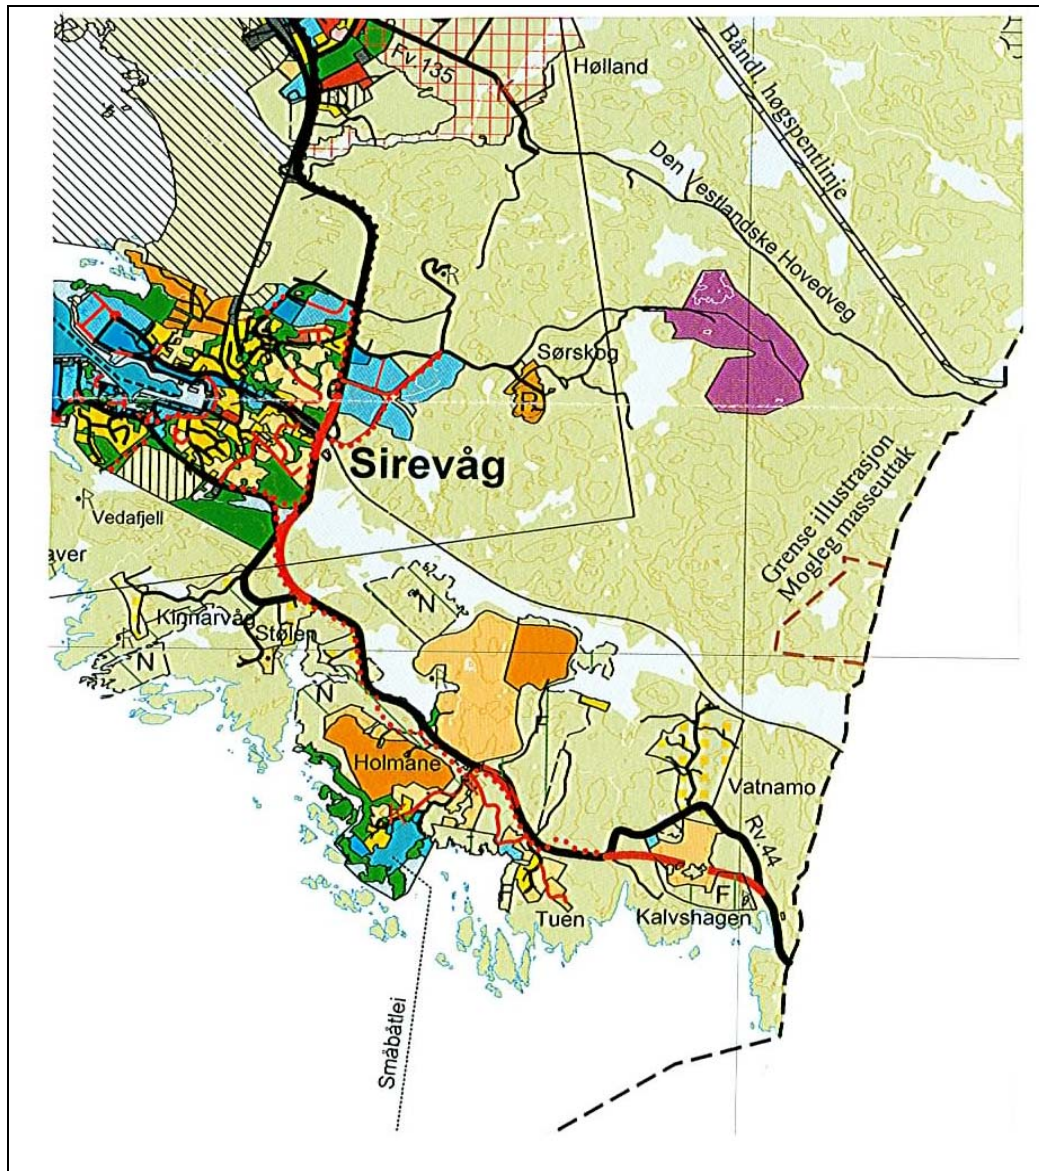 Fv. 135
Hølland
Båndl høgspentlinje
Den Vestlandske Hovedveg
R
Sørskog
R
Sirevåg
R
Vedafjell
aver
Grense illustrasjon
Mogleg masseuttak
N
Kinnarvåg
Stølen
R
N
N
R
F
Holmane
Vatnamo
Rv 44
F
Tuen
Kalvshagen
Småbåtlei